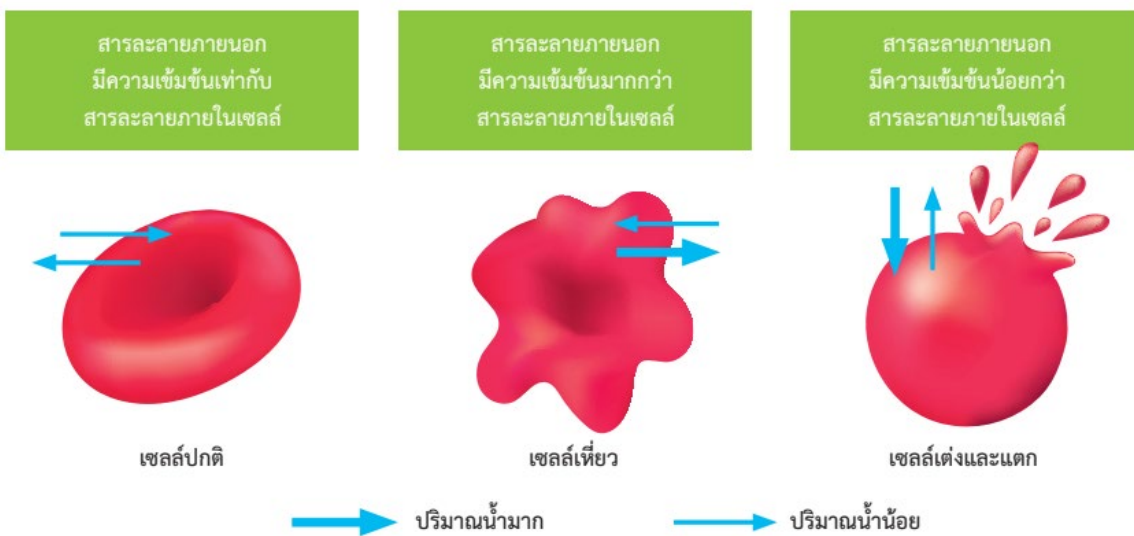 สารละลายภายนอก
มีความเข้มข้นเท่ากับ
สารละลายภายในเซลล์
สารละลายภายนอก
มีความเข้มข้นมากกว่า
สารละลายภายในเซลล์
สารละลายภายนอก
มีความเข้มข้นน้อยกว่า
สารละลายภายในเซลล์
เซลล์ปกติ
เซลล์เหี่ยว
เซลล์เต่งและแตก
ปริมาณน้ำมาก
ปริมาณน้ำน้อย